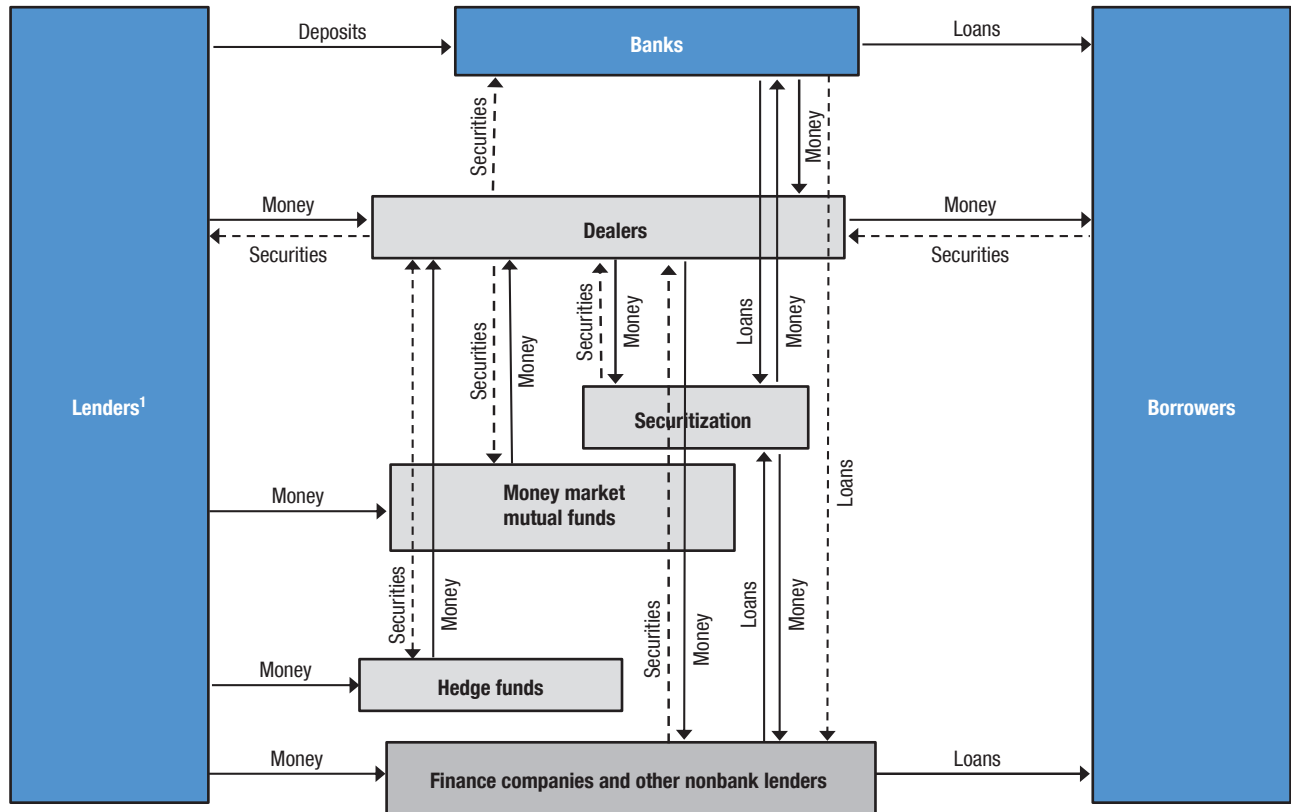 Deposits
Banks
Loans
Securities
Money
Money
Securities
Dealers
Money
Securities
Securities
Money
Securities
Money
Loans
Money
Lenders¹
Securitization
Borrowers
Money
Money market
mutual funds
Loans
Securities
Money
Securities
Money
Loans
Money
Money
Hedge funds
Money
Finance companies and other nonbank lenders
Loans